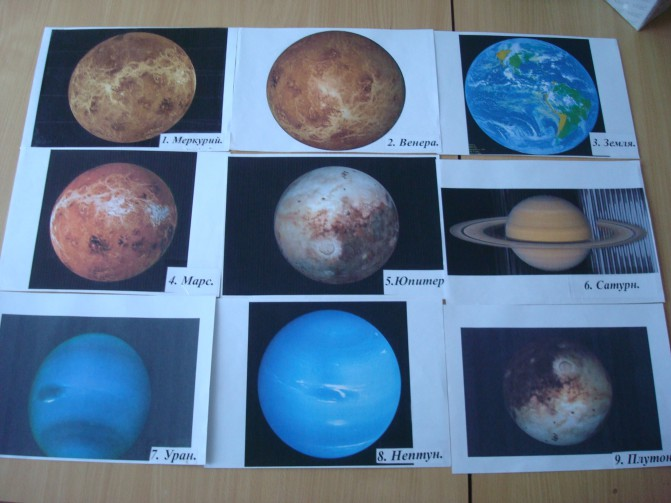 1. Меркурий.
2. Венера.
3. Земля.
4. Марс.
5.Юпитер
6. Сатурн.
7. Уран.
8. Нептун.
9. Плутон